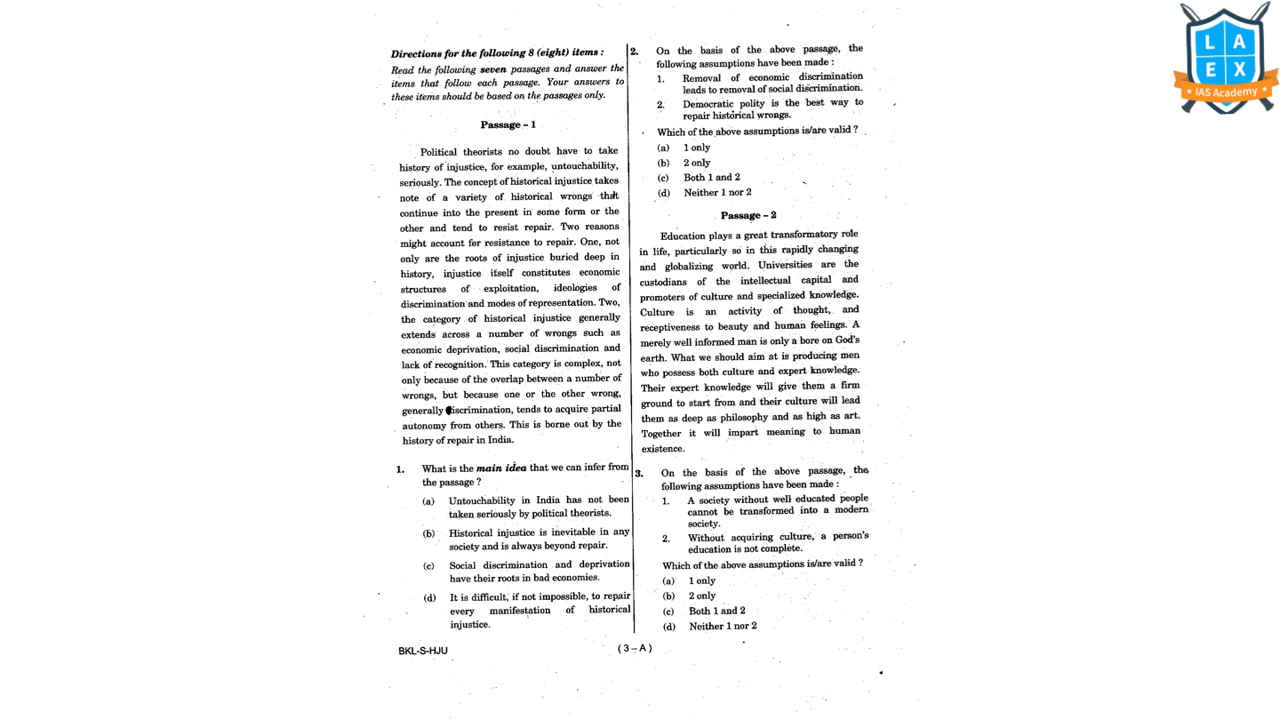 Directions for the following 8 (eight) items :
Read the following seven passages and answer the
items that follow each passage. Your answers to
these items should be based on the passages only.
Passage – 1
Political theorists no doubt have to take
history of injustice, for example, untouchability,
seriously. The concept of historical injustice takes
note of a variety of historical wrongs that
continue into the present in some form or the
other and tend to resist repair. Two reasons
might account for resistance to repair. One, not
only are the roots of injustice buried deep in
history, injustice itself constitutes economic
structures of exploitation, ideologies of
discrimination and modes of representation. Two,
the category of historical injustice generally
extends across a number of wrongs such as
economic deprivation, social discrimination and
lack of recognition. This category is complex, not
only because of the overlap between a number of
wrongs, but because one or the other wrong,
generally discrimination, tends to acquire partial
autonomy from others. This is borne out by the
history of repair in India.
1. What is the main idea that we can infer from
the passage ?
(a) Untouchability in India has not been
taken seriously by political theorists.
(b) Historical injustice is inevitable in any
society and is always beyond repair.
(c) Social discrimination and deprivation
have their roots in bad economies.
(d) It is difficult, if not impossible, to repair
every manifestation of historical
injustice.
2. On the basis of the above passage, the
following assumptions have been made :
1. Removal of economic discrimination
leads to removal of social discrimination.
2. Democratic polity is the best way to
repair historical wrongs.
Which of the above assumptions is/are valid ?
(a) 1 only
(b) 2 only
(c) Both 1 and 2
(d) Neither 1 nor 2
Passage – 2
Education plays a great transformatory role
in life, particularly so in this rapidly changing
and globalizing world. Universities are the
custodians of the intellectual capital and
promoters of culture and specialized knowledge.
Culture is an activity of thought, and
receptiveness to beauty and human feelings. A
merely well informed man is only a bore on God's
earth. What we should aim at is producing men
who possess both culture and expert knowledge.
Their expert knowledge will give them a firm
ground to start from and their culture will lead
them as deep as philosophy and as high as art.
Together it will impart meaning to human
existence.
3. On the basis of the above passage, the
following assumptions have been made :
1. A society without well educated people
cannot be transformed into a modern
society.
2. Without acquiring culture, a person's
education is not complete.
Which of the above assumptions is/are valid ?
(a) 1 only
(b) 2 only
(c) Both 1 and 2
(d) Neither 1 nor 2
BKL-S-HJU
( 3 – A )
L A
E X
IAS Academy